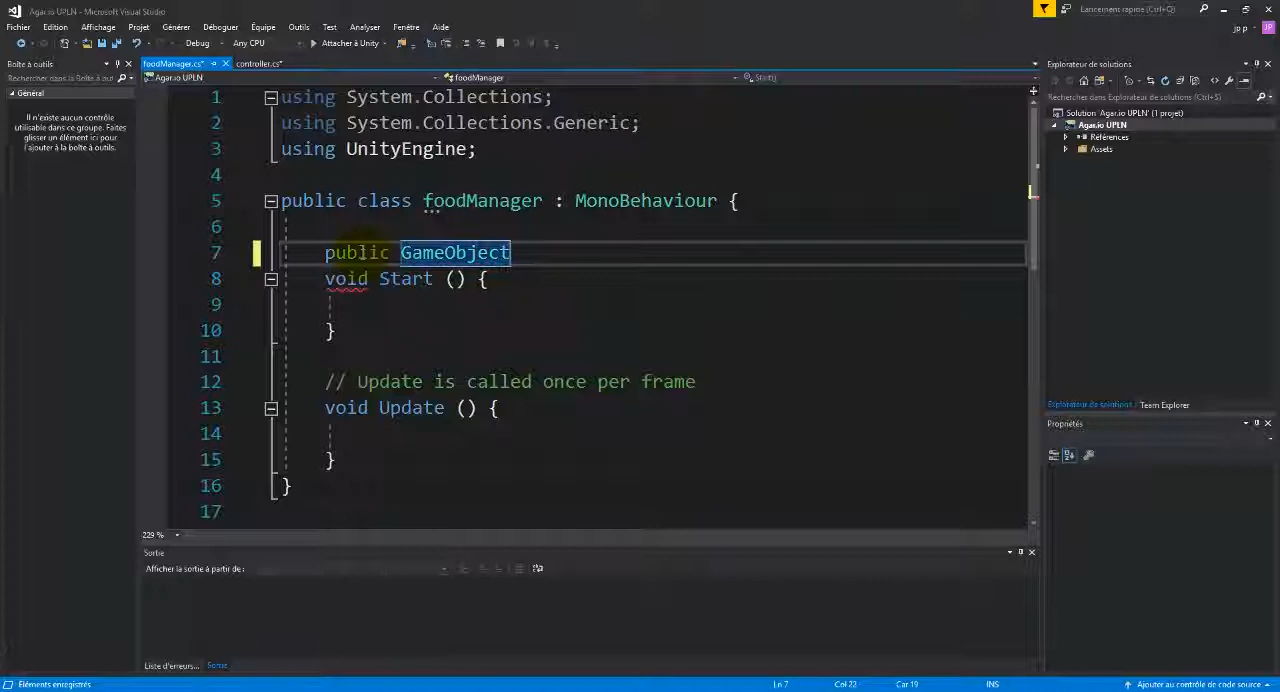 Agar.io UPLN - Microsoft Visual Studio
Lancement rapide (Ctrl+Q)
Fichier Edition Affichage Projet Générer Déboguer Équipe Outils Test Analyser Fenêtre Aide
jp p JP
Debug Any CPU Attacher à Unity
Boîte à outils
Rechercher dans la Boîte à out
Général
Il n'existe aucun contrôle
utilisable dans ce groupe. Faites
glisser un élément ici pour
l'ajouter à la boîte à outils.
foodManager.cs* controller.cs*
Agar.io UPLN foodManager Start()
1 using System.Collections;
2 using System.Collections.Generic;
3 using UnityEngine;
4
5 public class foodManager : MonoBehaviour {
6
7 public GameObject
8 void Start () {
9
10 }
11
12 // Update is called once per frame
13 void Update () {
14
15 }
16 }
17
229 %
Sortie
Afficher la sortie à partir de :
Liste d'erreurs... Sortie
Explorateur de solutions
Rechercher dans Explorateur de solutions (Ctrl+$)
Solution 'Agar.io UPLN' (1 projet)
Agar.io UPLN
Références
Assets
Explorateur de solutions Team Explorer
Propriétés
Éléments enregistrés Ln 7 Col 22 Car 19 INS Ajouter au contrôle de code source